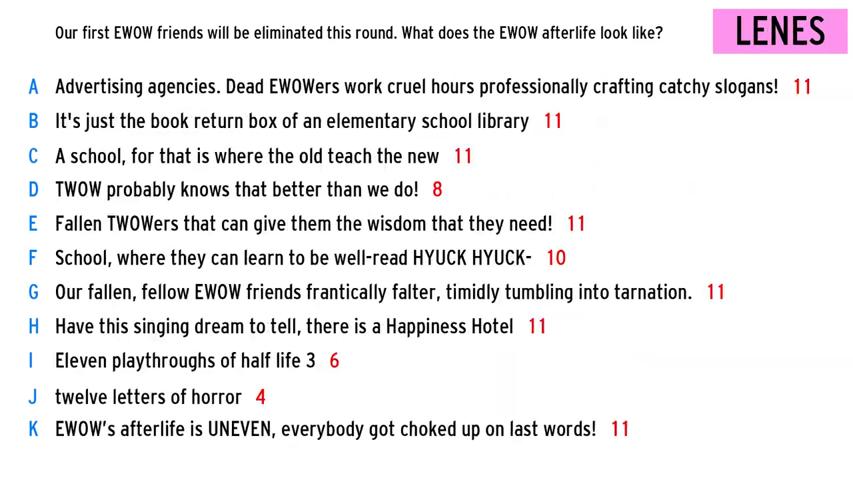 Our first EWOW friends will be eliminated this round. What does the EWOW afterlife look like?
LENES
A Advertising agencies. Dead EWOWers work cruel hours professionally crafting catchy slogans! 11
B It's just the book return box of an elementary school library 11
C A school, for that is where the old teach the new 11
D TWOW probably knows that better than we do! 8
E Fallen TWOWers that can give them the wisdom that they need! 11
F School, where they can learn to be well-read HYUCK HYUCK- 10
G Our fallen, fellow EWOW friends frantically falter, timidly tumbling into tarnation. 11
H Have this singing dream to tell, there is a Happiness Hotel 11
I Eleven playthroughs of half life 3 6
J twelve letters of horror 4
K EWOW’s afterlife is UNEVEN, everybody got choked up on last words! 11